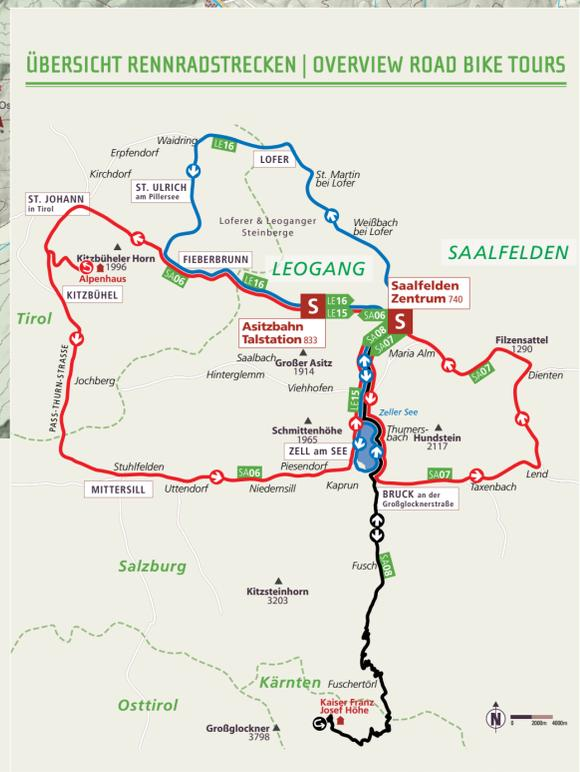 ÜBERSICHT RENNRADSTRECKEN | OVERVIEW ROAD BIKE TOURS
Waidring
LE16
Erpfendorf
LOFER
Kirchdorf
St. Martin
bei Lofer
ST. ULRICH
am Pillersee
ST. JOHANN
in Tirol
Loferer & Leoganger
Steinberge
Weißbach
bei Lofer
SAALFELDEN
Kitzbüheler Horn
1996
S
Alpenhaus
FIEBERBRUNN
SA06
LE16
LEOGANG
KITZBÜHEL
Saalfelden
Zentrum 740
S
LE16
LE15
SA06
S
Tirol
Asitzbahn
Talstation 833
SA08
SA07
Filzensattel
1290
Saalbach
Großer Asitz
1914
Maria Alm
SA07
Dienten
PASS-THURN-STRASSE
Jochberg
Hinterglemm
Viehhofen
LE15
Zeller See
Schmittenhöhe
1965
Thumers-
bach
Hundstein
2117
ZELL am SEE
Stuhlfelden
SA06
Piesendorf
SA07
Lend
MITTERSILL
Uttendorf
Niedernsill
Kaprun
BRUCK an der
Großglocknerstraße
Taxenbach
Salzburg
Fusch
SA08
Kitzsteinhorn
3203
Kärnten
Fuschertörl
Osttirol
Kaiser Franz
Josef Höhe
Großglockner
3798
N
0
2000m
4000m